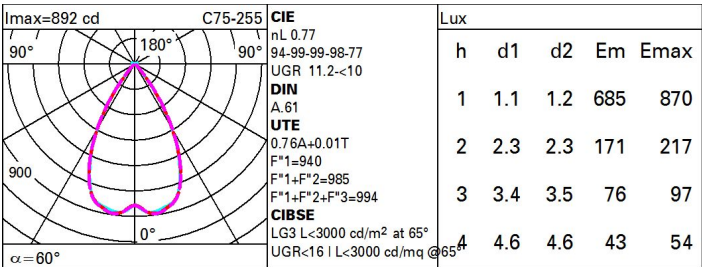 Imax=892 cd C75-255
90° 180° 90°
900
0°
α=60°
CIE
nL 0.77
94-99-99-98-77
UGR 11.2-<10
DIN
A.61
UTE
0.76A+0.01T
F"1=940
F"1+F"2=985
F"1+F"2+F"3=994
CIBSE
LG3 L<3000 cd/m² at 65°
UGR<16 | L<3000 cd/mq @65°
Lux
h d1 d2 Em Emax
1 1.1 1.2 685 870
2 2.3 2.3 171 217
3 3.4 3.5 76 97
4 4.6 4.6 43 54